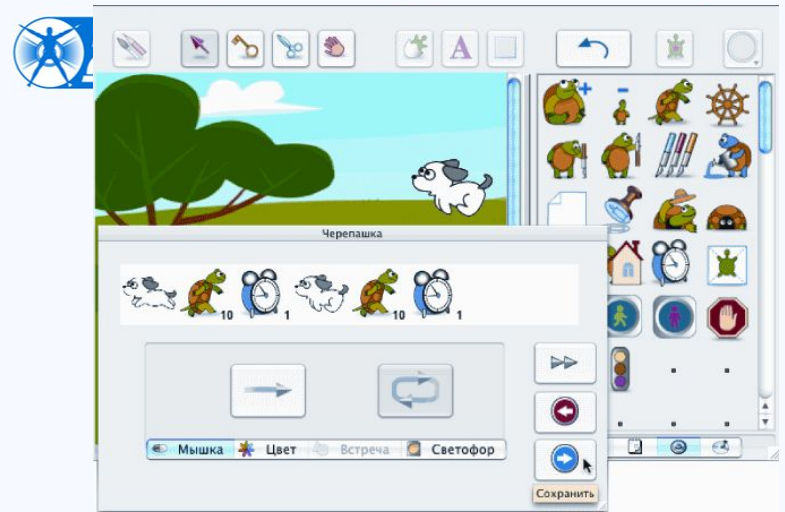 A
+ -
Черепашка
10 1 10 1
Мышка Цвет Встреча Светофор
Сохранить